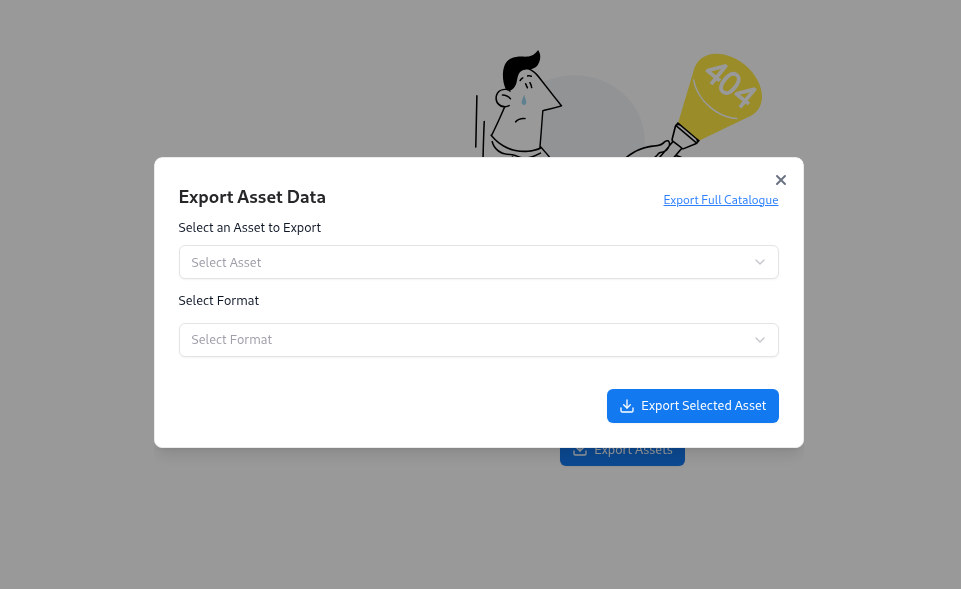 404
Export Asset Data
Export Full Catalogue
Select an Asset to Export
Select Asset
Select Format
Select Format
Export Selected Asset
Export Assets